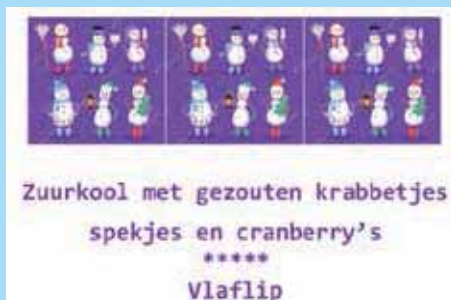 Zuurkool met gezouten krabbetjes
spekjes en cranberry's
*****
Vlaflip